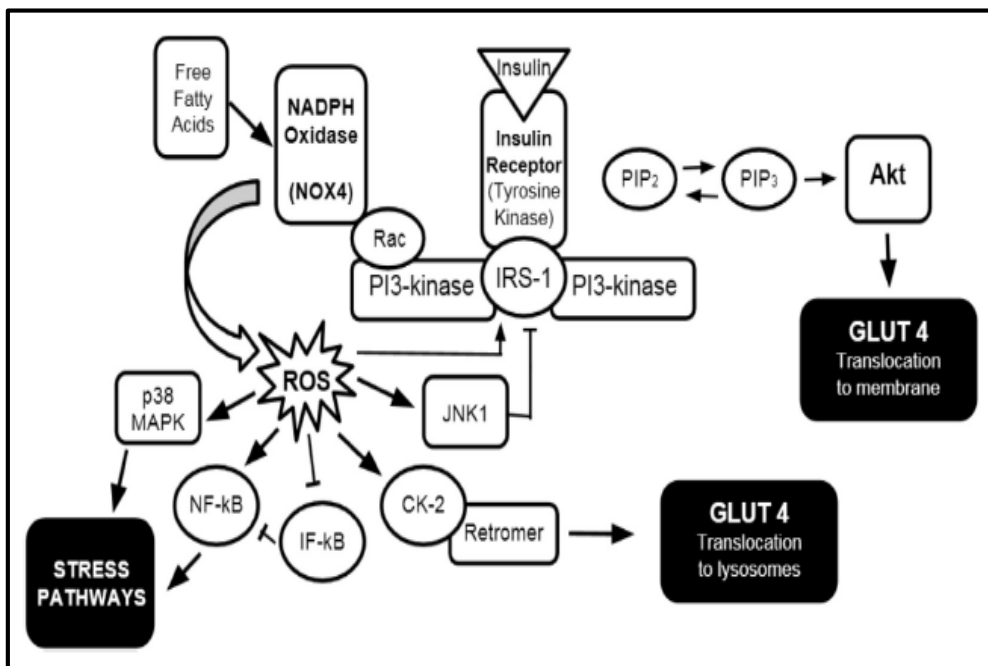 Free
Fatty
Acids
NADPH
Oxidase
(NOX4)
Insulin
Insulin
Receptor
(Tyrosine
Kinase)
PIP2
PIP3
Akt
Rac
PI3-kinase
IRS-1
PI3-kinase
GLUT 4
Translocation
to membrane
ROS
p38
MAPK
JNK1
NF-kB
IF-kB
CK-2
Retromer
GLUT 4
Translocation
to lysosomes
STRESS
PATHWAYS